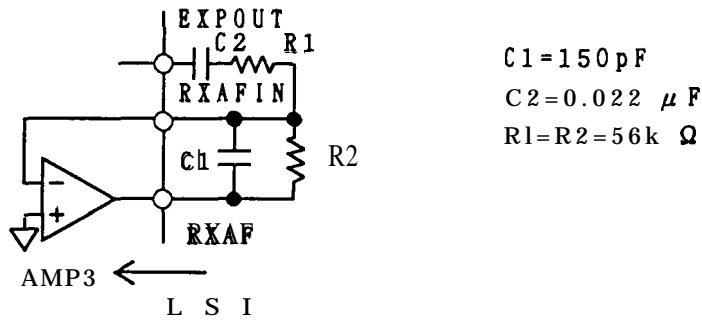 EXPOUT
C2 R1
RXAFIN
C1 R2
- 
+
RXAF
AMP3
L S I
C1=150pF
C2=0.022 μF
R1=R2=56k Ω